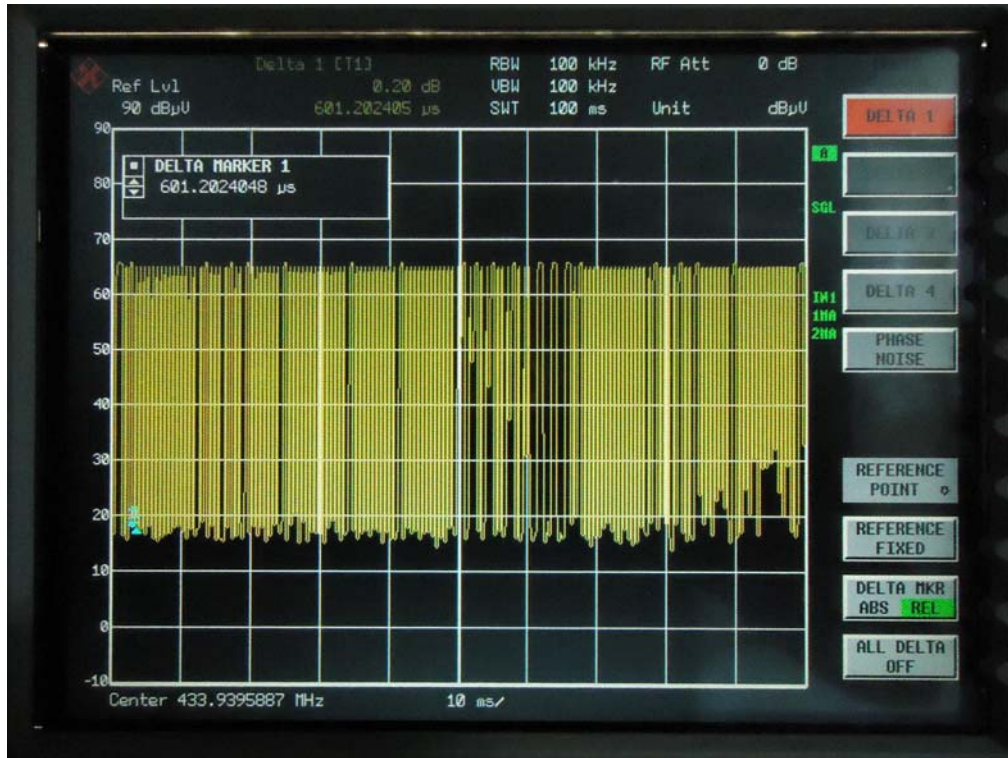 Delta 1 [T1] RBW 100 kHz RF Att 0 dB
Ref Lvl 0.20 dB VBW 100 kHz
90 dBµV 601.202405 µs SWT 100 ms Unit dBµV
DELTA 1
90
A
DELTA MARKER 1
80
601.2024048 µs
SGL
70
DELTA 4
60
IN1
1MA
2MA
PHASE
NOISE
50
40
30
REFERENCE
POINT
20
REFERENCE
FIXED
10
DELTA MKR
ABS REL
0
ALL DELTA
OFF
-10
Center 433.9395887 MHz 10 ms/